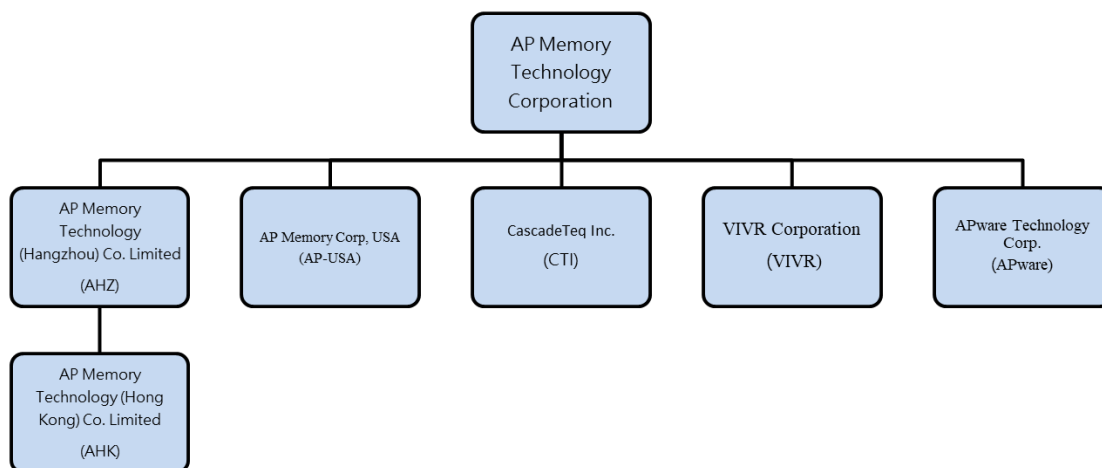 AP Memory
Technology
Corporation
AP Memory
Technology
(Hangzhou) Co. Limited
(AHZ)
AP Memory Corp, USA
(AP-USA)
CascadeTeq Inc.
(CTI)
VIVR Corporation
(VIVR)
APware Technology
Corp.
(APware)
AP Memory
Technology (Hong
Kong) Co. Limited
(AHK)